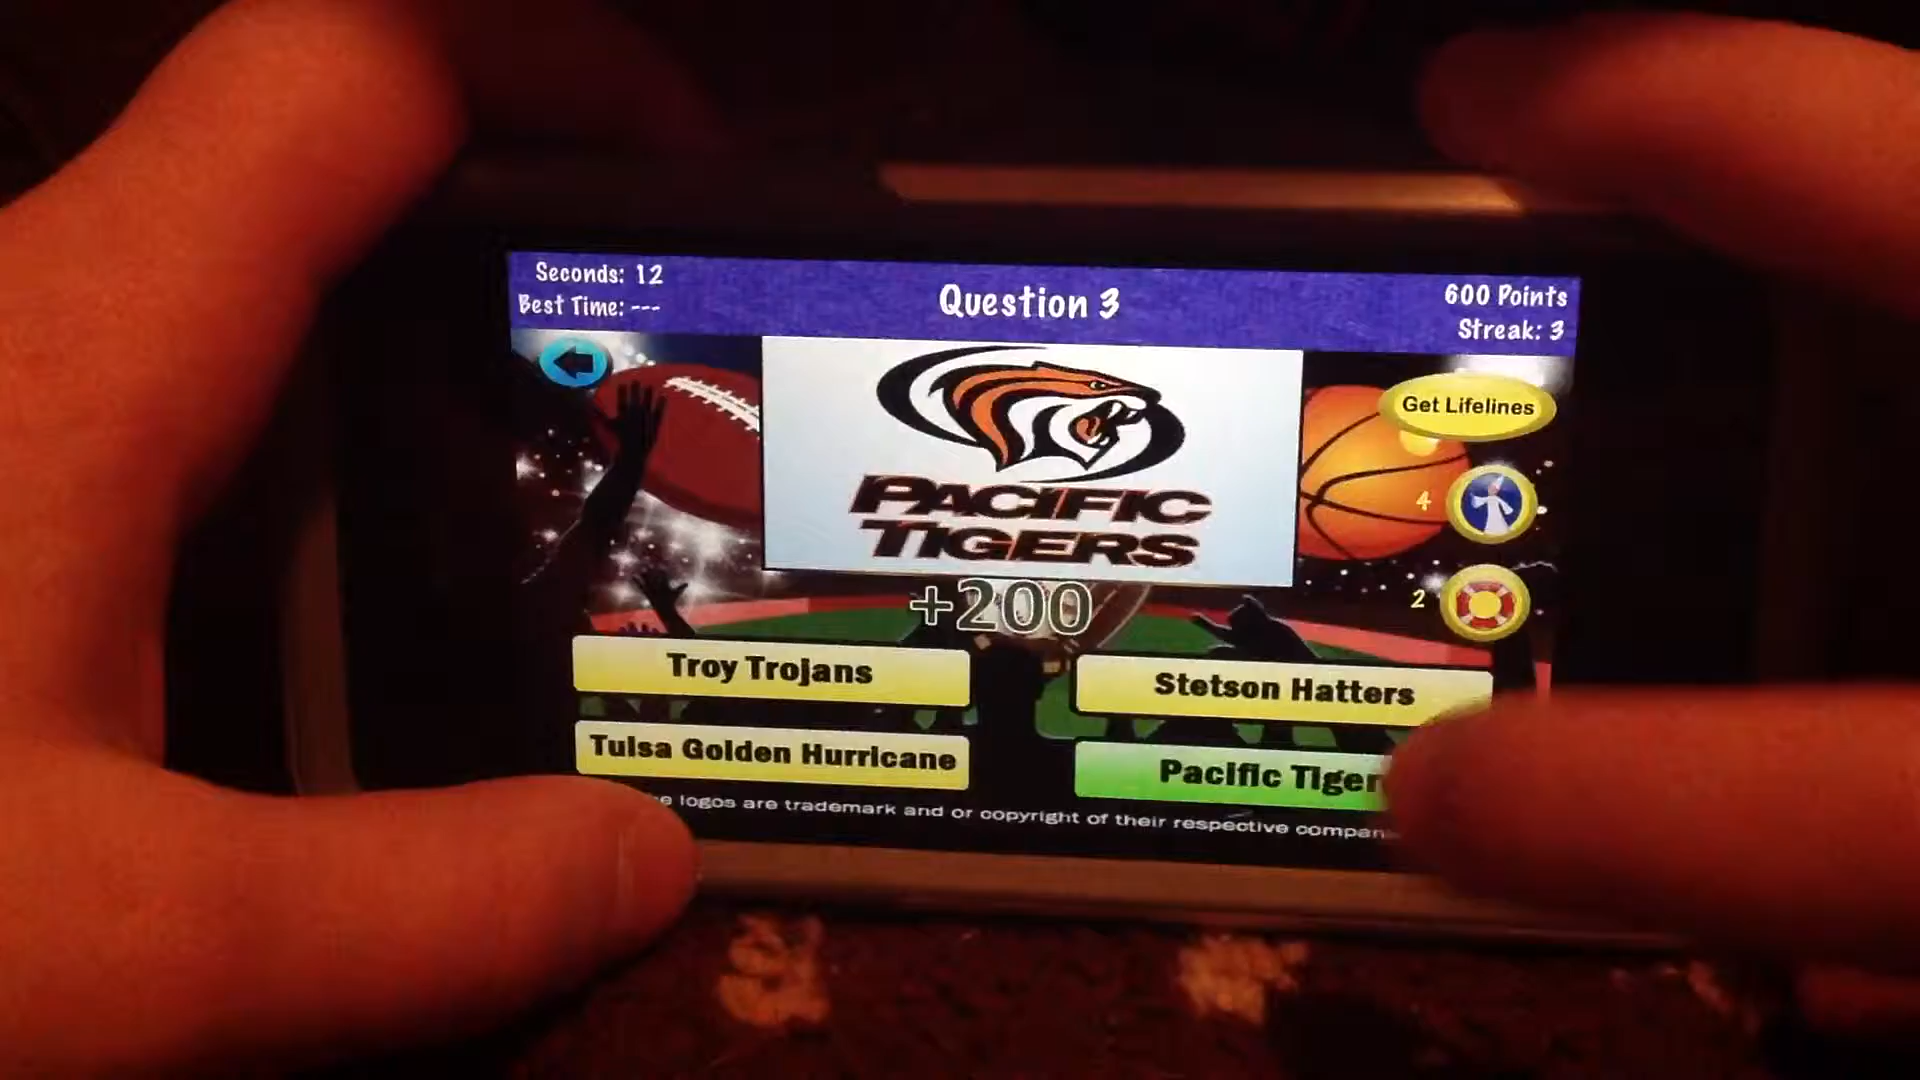 Seconds: 12
Best Time: ---
Question 3
600 Points
Streak: 3
Get Lifelines
PACIFIC
TIGERS
4
2
+200
Troy Trojans
Stetson Hatters
Tulsa Golden Hurricane
Pacific Tiger
logos are trademark and or copyright of their respective compan